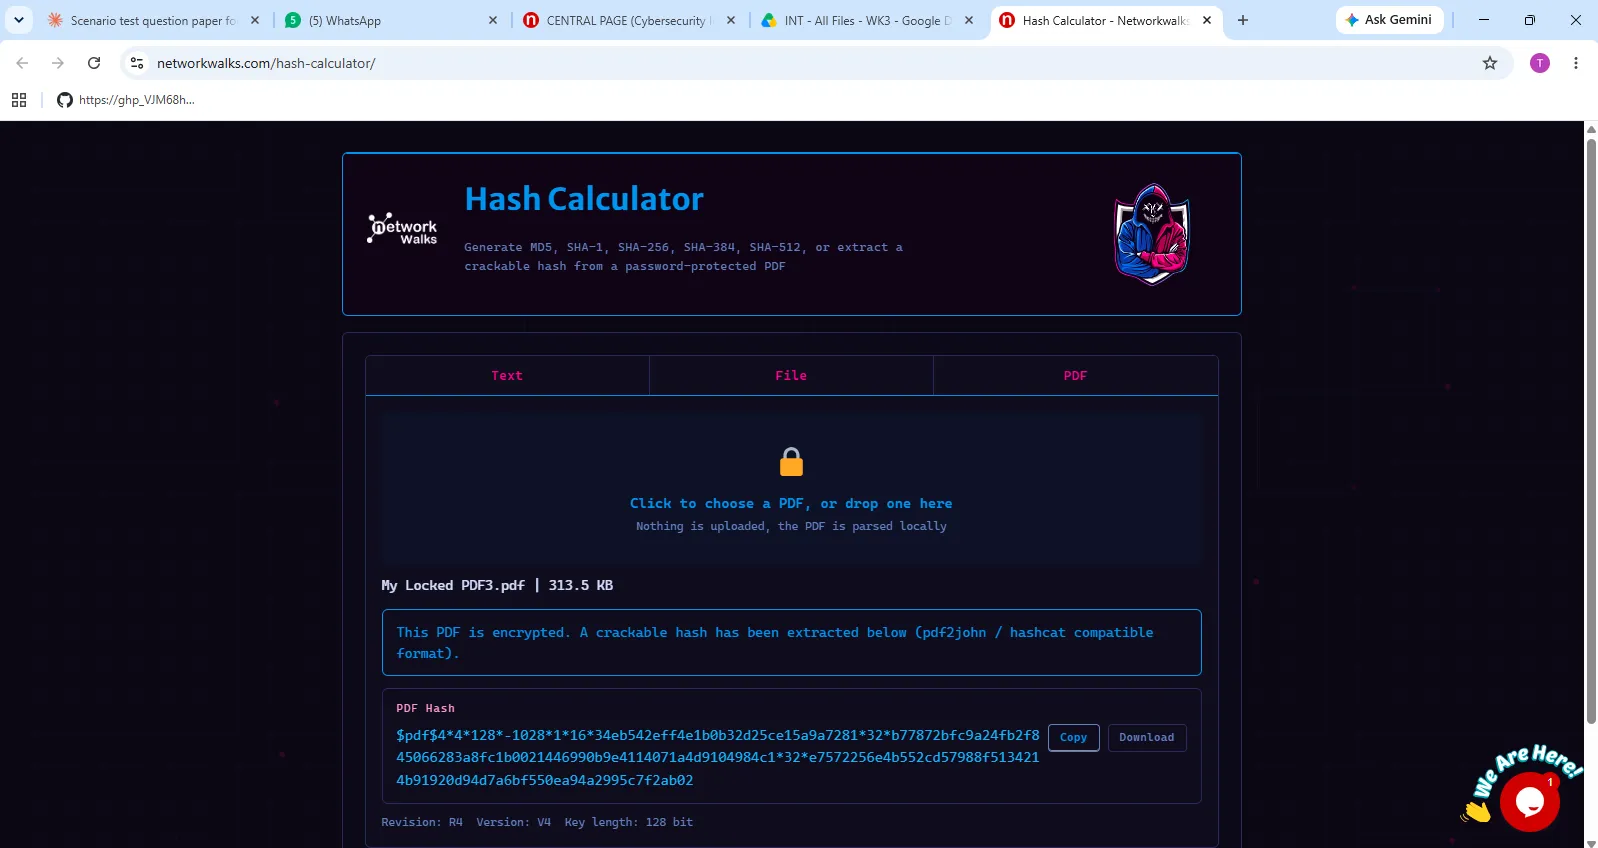 Scenario test question paper fo
(5) WhatsApp
CENTRAL PAGE (Cybersecurity I
INT - All Files - WK3 - Google D
Hash Calculator - Networkwalks
Ask Gemini
networkwalks.com/hash-calculator/
T
https://ghp_VJM68h...
network
Walks
Hash Calculator
Generate MD5, SHA-1, SHA-256, SHA-384, SHA-512, or extract a
crackable hash from a password-protected PDF
Text
File
PDF
Click to choose a PDF, or drop one here
Nothing is uploaded, the PDF is parsed locally
My Locked PDF3.pdf | 313.5 KB
This PDF is encrypted. A crackable hash has been extracted below (pdf2john / hashcat compatible
format).
PDF Hash
$pdf$4*4*128*-1028*1*16*34eb542eff4e1b0b32d25ce15a9a7281*32*b77872bfc9a24fb2f8
45066283a8fc1b0021446990b9e4114071a4d9104984c1*32*e7572256e4b552cd57988f513421
4b91920d94d7a6bf550ea94a2995c7f2ab02
Copy
Download
Revision: R4 Version: V4 Key length: 128 bit
We Are Here!
1